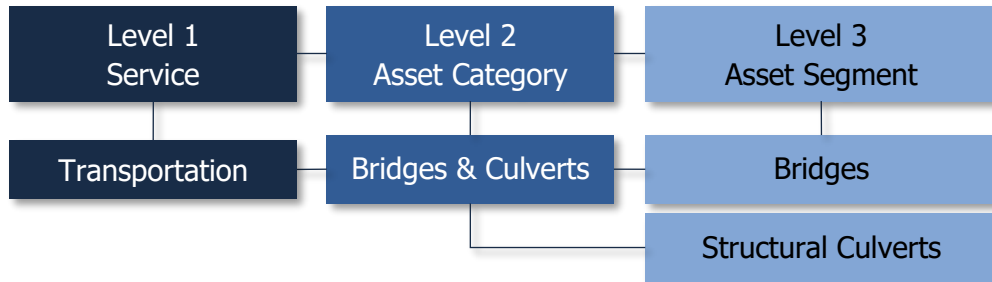 Level 1
Service
Level 2
Asset Category
Level 3
Asset Segment
Transportation
Bridges & Culverts
Bridges
Structural Culverts